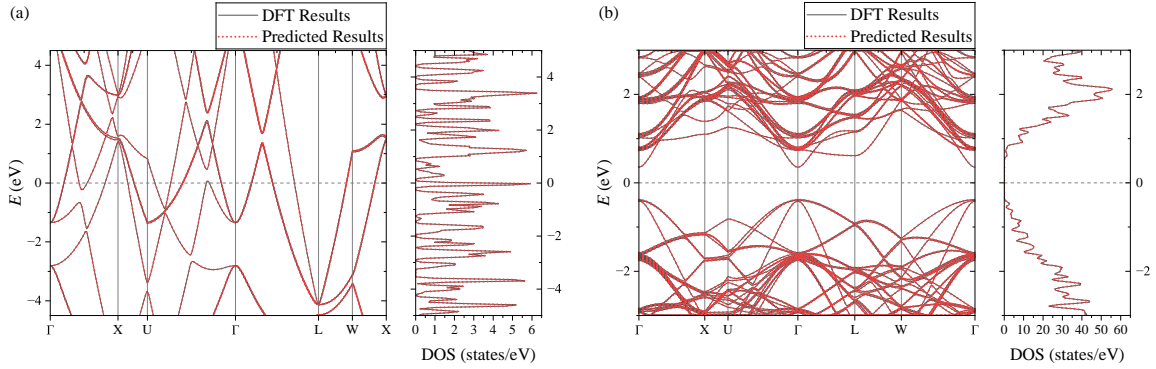 (a)
DFT Results
Predicted Results
E (eV)
4
2
0
−2
−4
Γ X U Γ L W X
4
2
0
−2
−4
0 1 2 3 4 5 6
DOS (states/eV)
(b)
DFT Results
Predicted Results
E (eV)
2
0
−2
Γ X U Γ L W Γ
2
0
−2
0 10 20 30 40 50 60
DOS (states/eV)